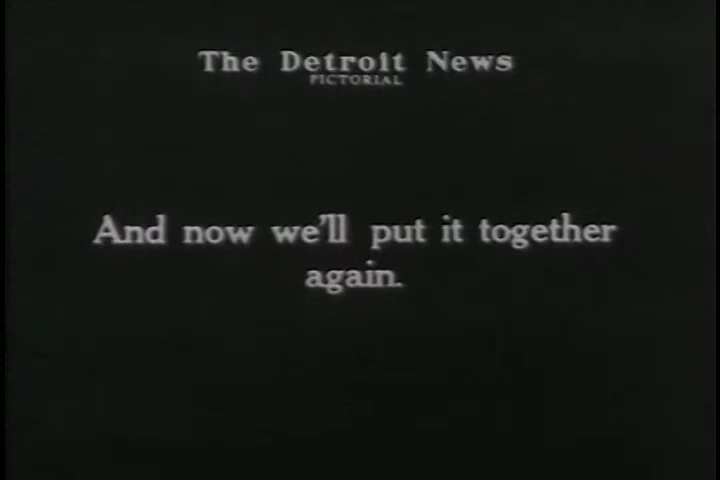 The Detroit News
PICTORIAL
And now we'll put it together
again.